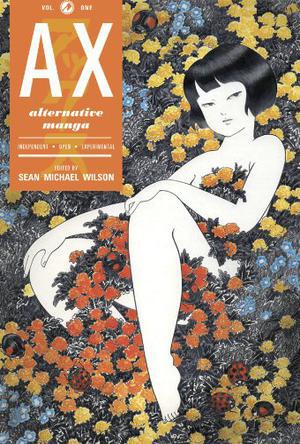 VOL. ONE
AX
alternative
manga
INDEPENDENT • OPEN • EXPERIMENTAL
EDITED BY
SEAN MICHAEL WILSON